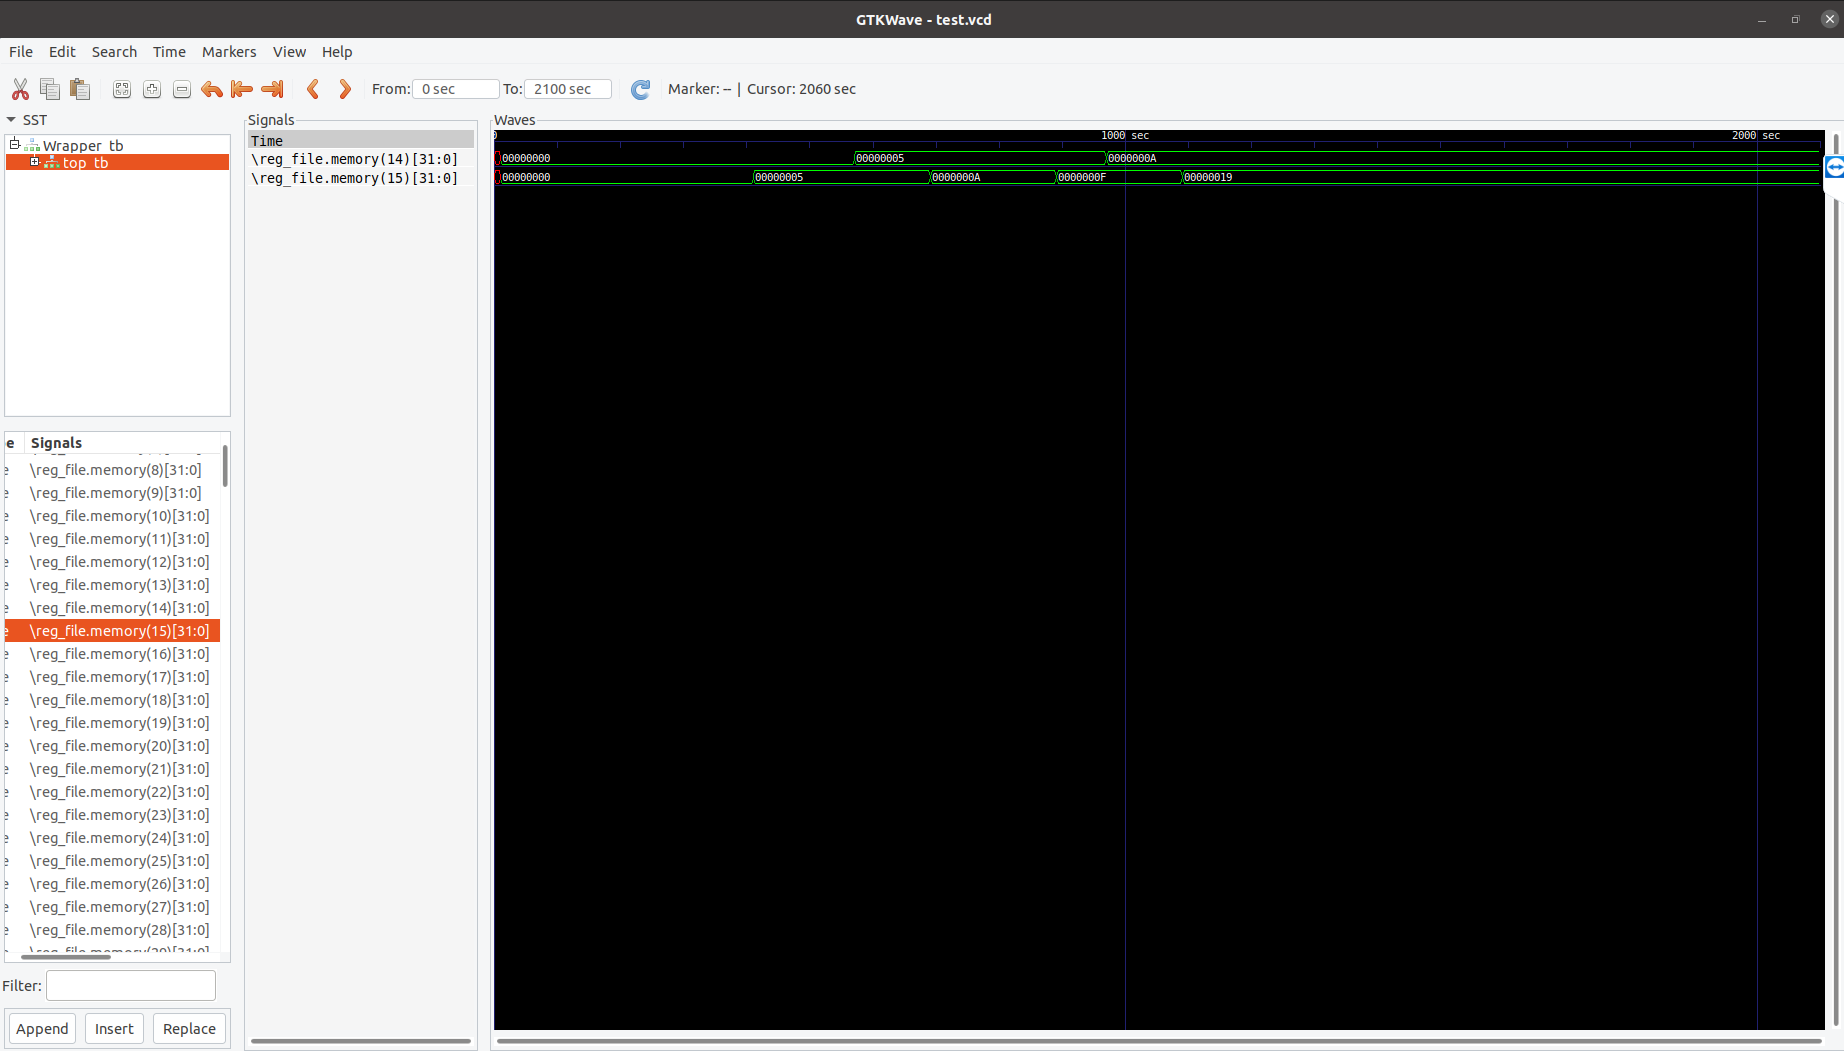 GTKWave - test.vcd
File Edit Search Time Markers View Help
From: 0 sec To: 2100 sec Marker: -- | Cursor: 2060 sec
SST
Wrapper_tb
top_tb
e Signals
e \reg_file.memory(8)[31:0]
e \reg_file.memory(9)[31:0]
e \reg_file.memory(10)[31:0]
e \reg_file.memory(11)[31:0]
e \reg_file.memory(12)[31:0]
e \reg_file.memory(13)[31:0]
e \reg_file.memory(14)[31:0]
e \reg_file.memory(15)[31:0]
e \reg_file.memory(16)[31:0]
e \reg_file.memory(17)[31:0]
e \reg_file.memory(18)[31:0]
e \reg_file.memory(19)[31:0]
e \reg_file.memory(20)[31:0]
e \reg_file.memory(21)[31:0]
e \reg_file.memory(22)[31:0]
e \reg_file.memory(23)[31:0]
e \reg_file.memory(24)[31:0]
e \reg_file.memory(25)[31:0]
e \reg_file.memory(26)[31:0]
e \reg_file.memory(27)[31:0]
e \reg_file.memory(28)[31:0]
Filter:
Append Insert Replace
Signals
Time
\reg_file.memory(14)[31:0]
\reg_file.memory(15)[31:0]
Waves
0 1000 sec 2000 sec
00000000 00000005 0000000A
00000000 00000005 0000000A 0000000F 00000019